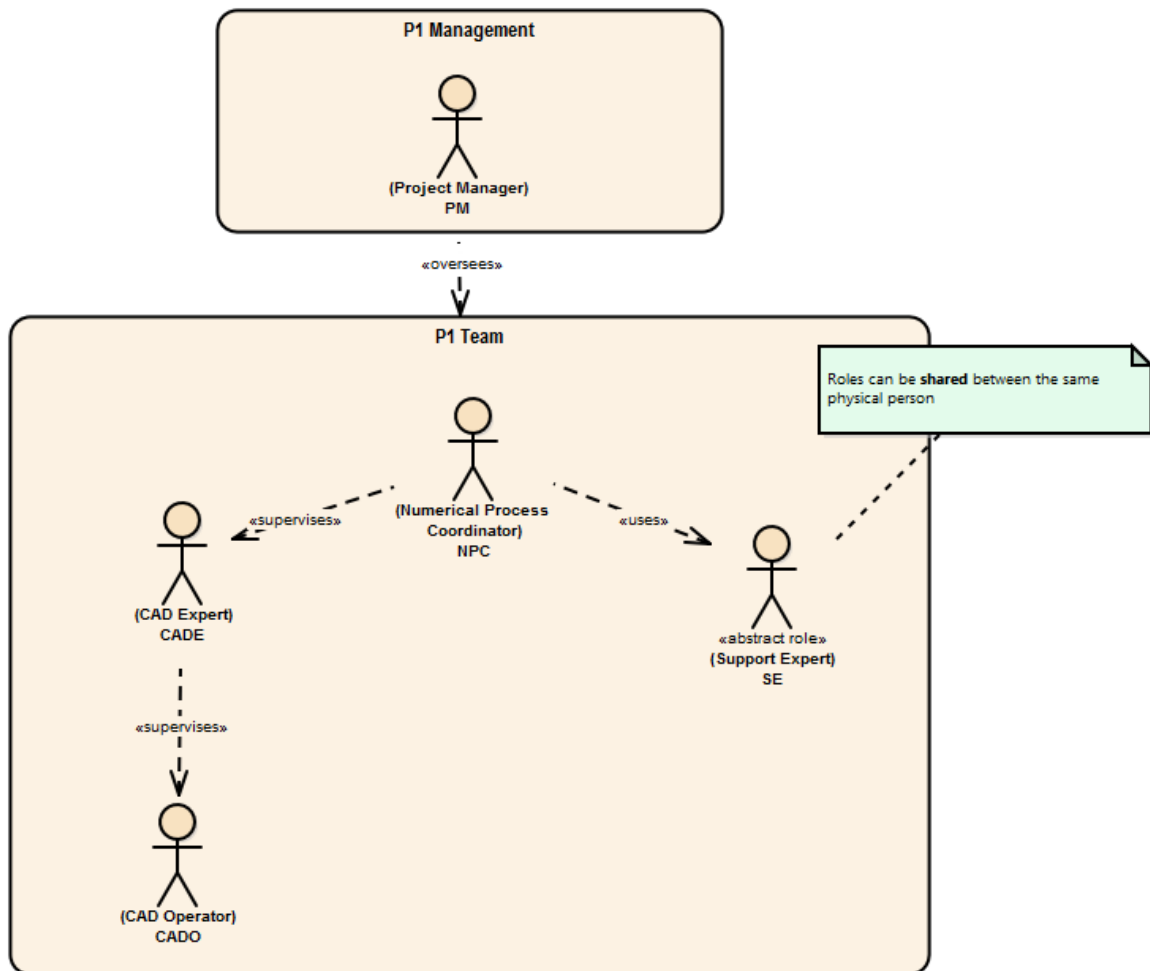 P1 Management
(Project Manager)
PM
«oversees»
P1 Team
Roles can be shared between the same
physical person
(Numerical Process
Coordinator)
NPC
«supervises»
«uses»
(CAD Expert)
CADE
«abstract role»
(Support Expert)
SE
«supervises»
(CAD Operator)
CADO